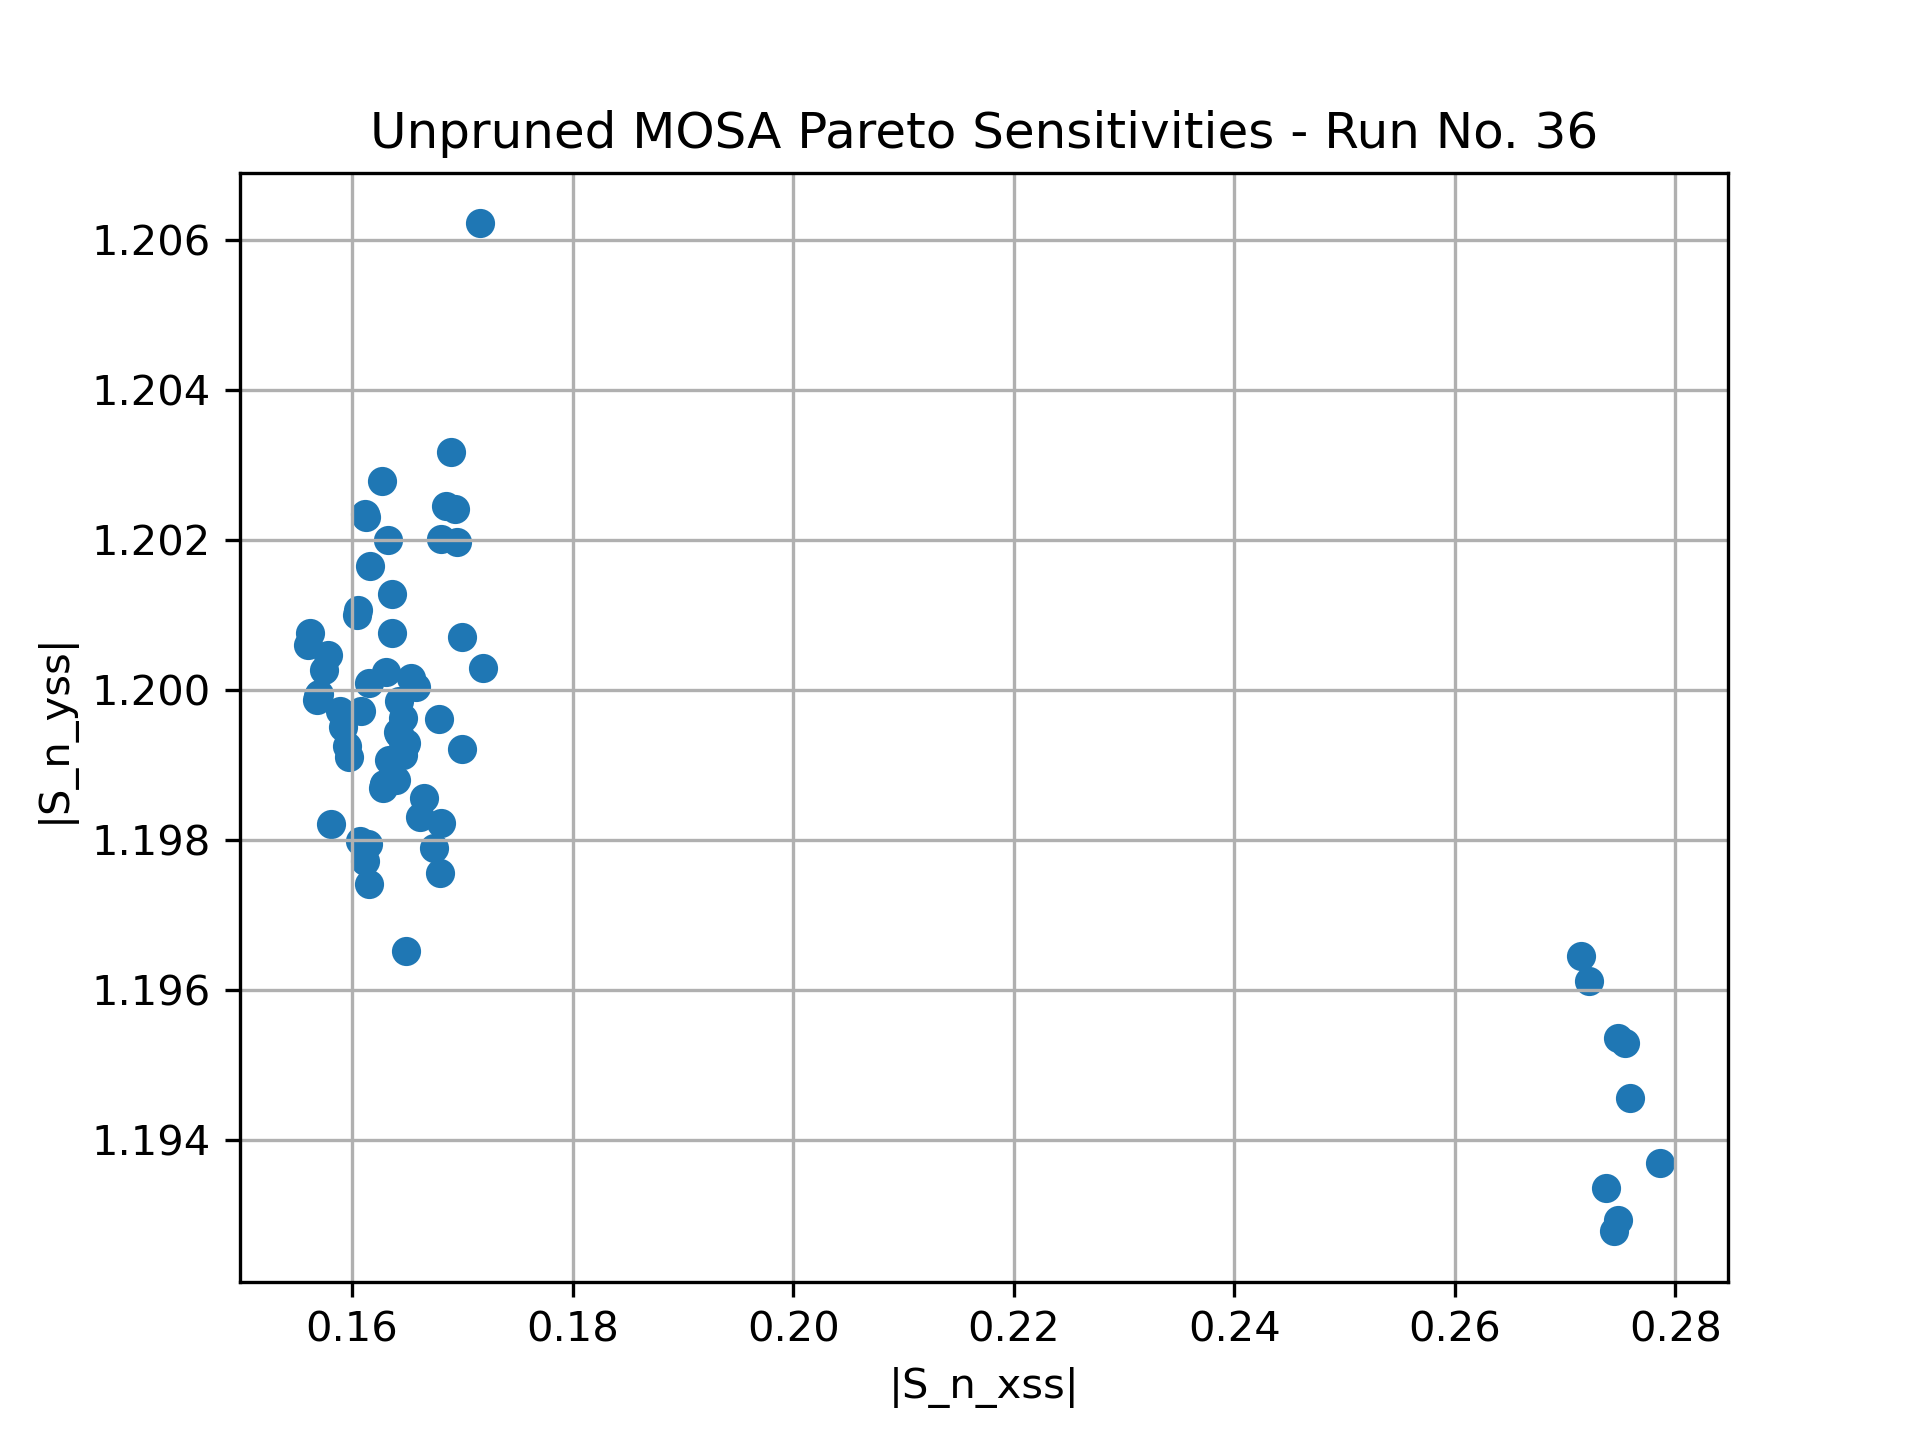 Unpruned MOSA Pareto Sensitivities - Run No. 36
1.206
1.204
1.202
1.200
1.198
1.196
1.194
|S_n_yss|
0.16 0.18 0.20 0.22 0.24 0.26 0.28
|S_n_xss|